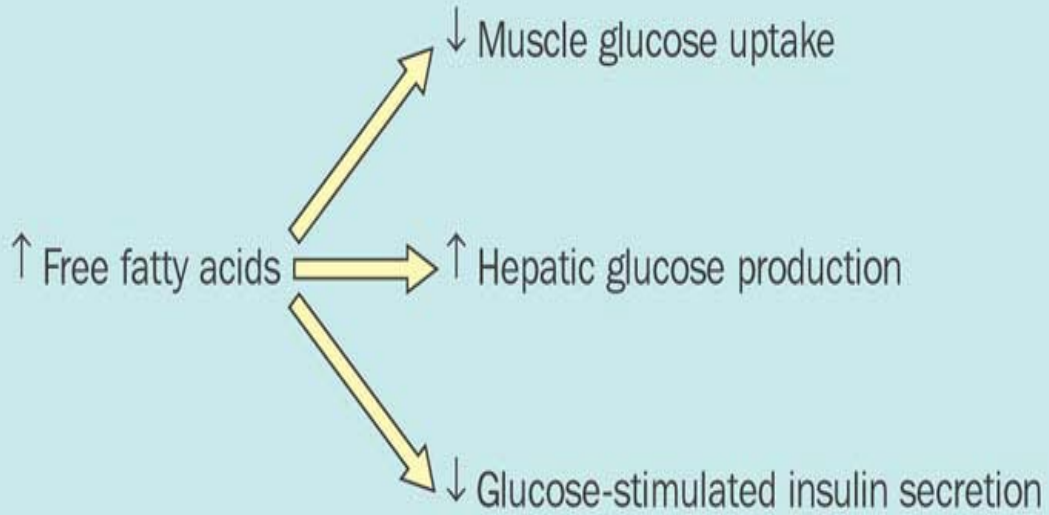 ↓ Muscle glucose uptake
↑ Free fatty acids
↑ Hepatic glucose production
↓ Glucose-stimulated insulin secretion